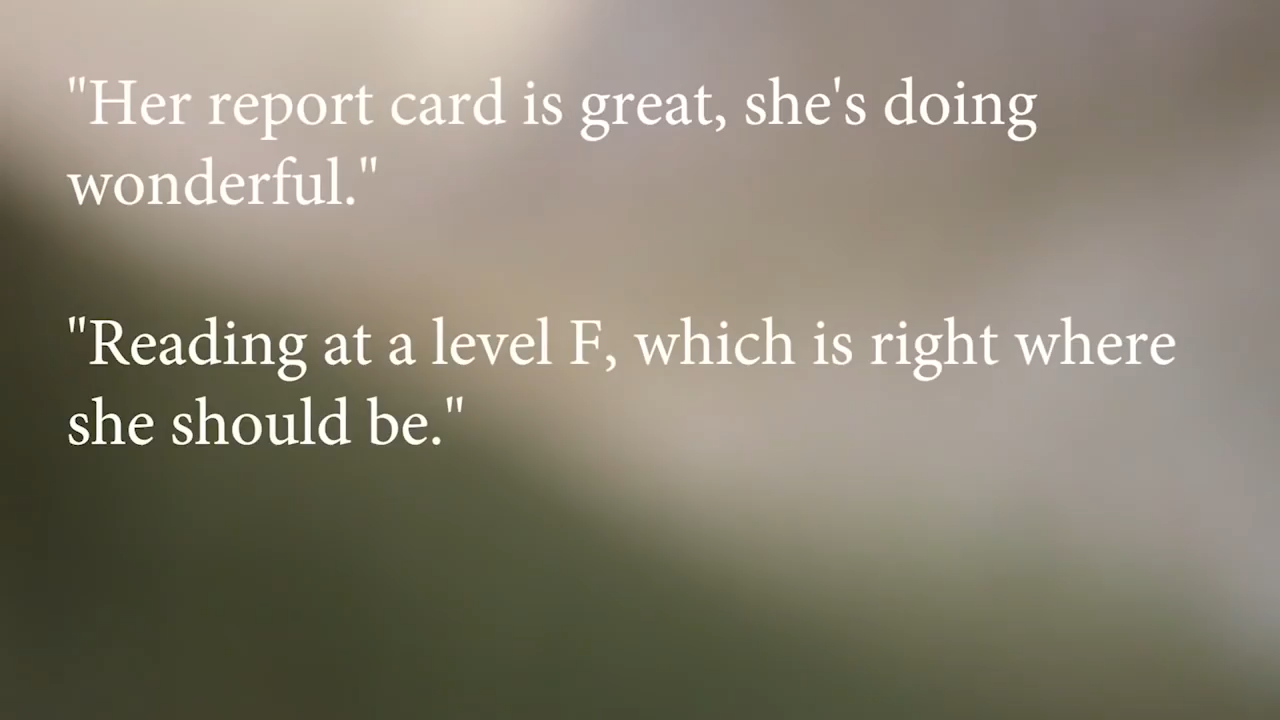 "Her report card is great, she's doing
wonderful."
"Reading at a level F, which is right where
she should be."